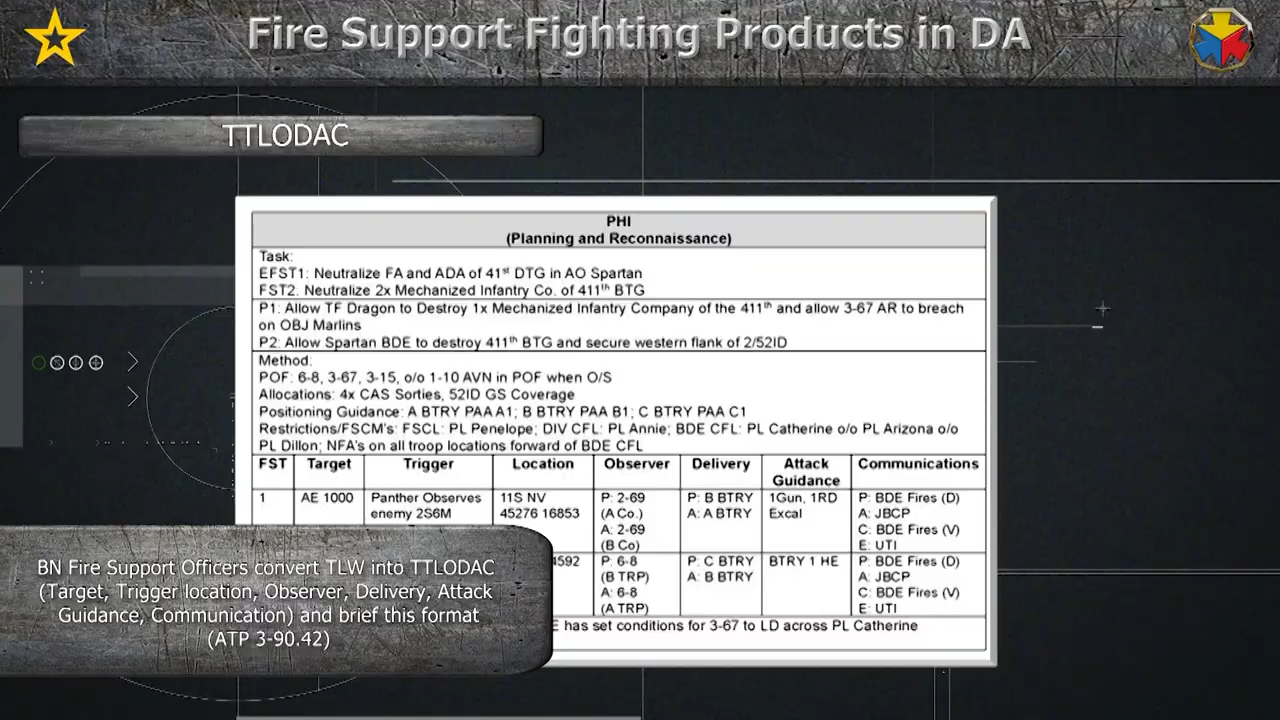 Fire Support Fighting Products in DA
TTLODAC
PHI
(Planning and Reconnaissance)
Task:
EFST1: Neutralize FA and ADA of 41st DTG in AO Spartan
FST2: Neutralize 2x Mechanized Infantry Co. of 411th BTG
P1: Allow TF Dragon to Destroy 1x Mechanized Infantry Company of the 411th and allow 3-67 AR to breach
on OBJ Marlins
P2: Allow Spartan BDE to destroy 411th BTG and secure western flank of 2/52ID
Method:
POF: 6-8, 3-67, 3-15, o/o 1-10 AVN in POF when O/S
Allocations: 4x CAS Sorties, 52ID GS Coverage
Positioning Guidance: A BTRY PAA A1; B BTRY PAA B1; C BTRY PAA C1
Restrictions/FSCM's: FSCL: PL Penelope; DIV CFL: PL Annie; BDE CFL: PL Catherine o/o PL Arizona o/o
PL Dillon; NFA's on all troop locations forward of BDE CFL
FST Target Trigger Location Observer Delivery Attack Guidance Communications
1 AE 1000 Panther Observes 11S NV P: 2-69 P: B BTRY 1Gun, 1RD P: BDE Fires (D)
enemy 2S6M 45276 16853 (A Co.) A: A BTRY Excal A: JBCP
A: 2-69 C: BDE Fires (V)
(B Co) E: UTI
4592 P: 6-8 P: C BTRY BTRY 1 HE P: BDE Fires (D)
(B TRP) A: B BTRY A: JBCP
A: 6-8 C: BDE Fires (V)
(A TRP) E: UTI
has set conditions for 3-67 to LD across PL Catherine
BN Fire Support Officers convert TLW into TTLODAC
(Target, Trigger location, Observer, Delivery, Attack
Guidance, Communication) and brief this format
(ATP 3-90.42)